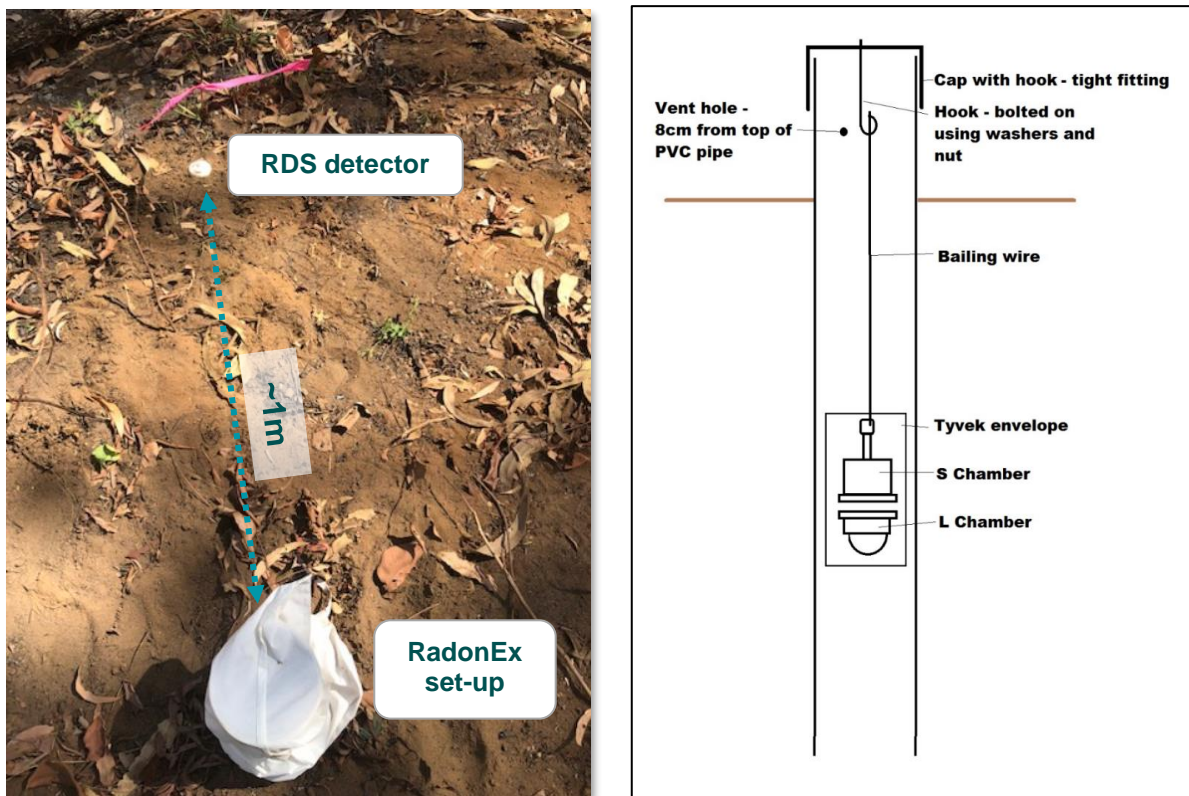 RDS detector
~1m
RadonEx
set-up
Cap with hook - tight fitting
Vent hole -
8cm from top of
PVC pipe
Hook - bolted on
using washers and
nut
Bailing wire
Tyvek envelope
S Chamber
L Chamber